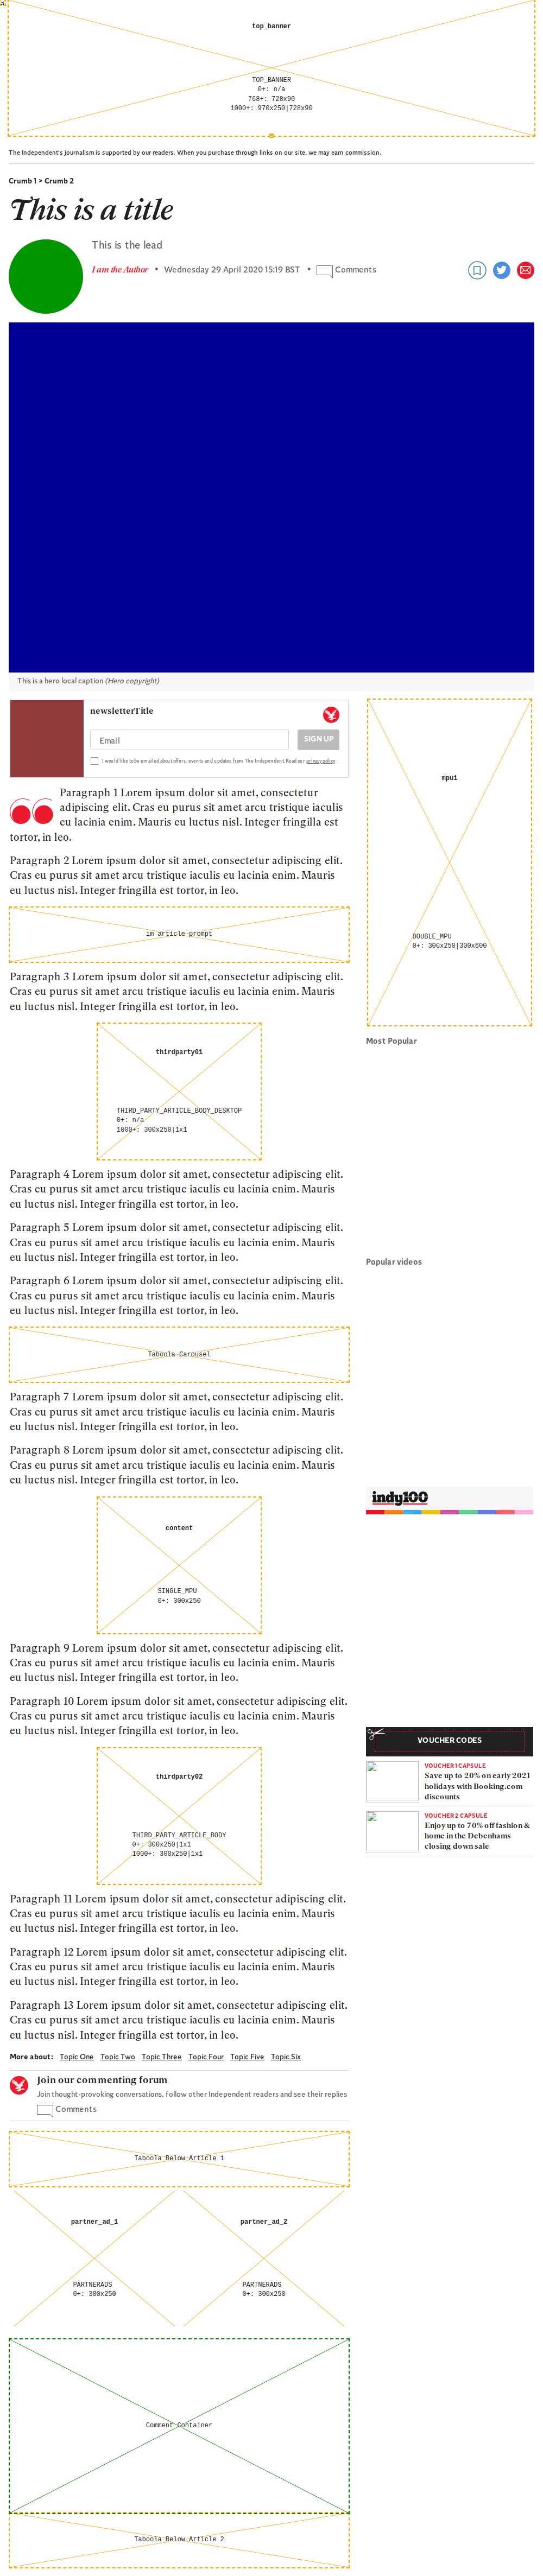 top_banner
TOP_BANNER
0+: n/a
768+: 728x90
1000+: 970x250|728x90
The Independent's journalism is supported by our readers. When you purchase through links on our site, we may earn commission.
Crumb 1 > Crumb 2
This is a title
This is the lead
I am the Author • Wednesday 29 April 2020 15:19 BST • Comments
This is a hero local caption (Hero copyright)
newsletterTitle
Email
SIGN UP
I would like to be emailed about offers, events and updates from The Independent. Read our privacy policy
Paragraph 1 Lorem ipsum dolor sit amet, consectetur
adipiscing elit. Cras eu purus sit amet arcu tristique iaculis
eu lacinia enim. Mauris eu luctus nisl. Integer fringilla est
tortor, in leo.
Paragraph 2 Lorem ipsum dolor sit amet, consectetur adipiscing elit.
Cras eu purus sit amet arcu tristique iaculis eu lacinia enim. Mauris
eu luctus nisl. Integer fringilla est tortor, in leo.
im article prompt
Paragraph 3 Lorem ipsum dolor sit amet, consectetur adipiscing elit.
Cras eu purus sit amet arcu tristique iaculis eu lacinia enim. Mauris
eu luctus nisl. Integer fringilla est tortor, in leo.
thirdparty01
THIRD_PARTY_ARTICLE_BODY_DESKTOP
0+: n/a
1000+: 300x250|1x1
Paragraph 4 Lorem ipsum dolor sit amet, consectetur adipiscing elit.
Cras eu purus sit amet arcu tristique iaculis eu lacinia enim. Mauris
eu luctus nisl. Integer fringilla est tortor, in leo.
Paragraph 5 Lorem ipsum dolor sit amet, consectetur adipiscing elit.
Cras eu purus sit amet arcu tristique iaculis eu lacinia enim. Mauris
eu luctus nisl. Integer fringilla est tortor, in leo.
Paragraph 6 Lorem ipsum dolor sit amet, consectetur adipiscing elit.
Cras eu purus sit amet arcu tristique iaculis eu lacinia enim. Mauris
eu luctus nisl. Integer fringilla est tortor, in leo.
Taboola Carousel
Paragraph 7 Lorem ipsum dolor sit amet, consectetur adipiscing elit.
Cras eu purus sit amet arcu tristique iaculis eu lacinia enim. Mauris
eu luctus nisl. Integer fringilla est tortor, in leo.
Paragraph 8 Lorem ipsum dolor sit amet, consectetur adipiscing elit.
Cras eu purus sit amet arcu tristique iaculis eu lacinia enim. Mauris
eu luctus nisl. Integer fringilla est tortor, in leo.
content
SINGLE_MPU
0+: 300x250
Paragraph 9 Lorem ipsum dolor sit amet, consectetur adipiscing elit.
Cras eu purus sit amet arcu tristique iaculis eu lacinia enim. Mauris
eu luctus nisl. Integer fringilla est tortor, in leo.
Paragraph 10 Lorem ipsum dolor sit amet, consectetur adipiscing elit.
Cras eu purus sit amet arcu tristique iaculis eu lacinia enim. Mauris
eu luctus nisl. Integer fringilla est tortor, in leo.
thirdparty02
THIRD_PARTY_ARTICLE_BODY
0+: 300x250|1x1
1000+: 300x250|1x1
Paragraph 11 Lorem ipsum dolor sit amet, consectetur adipiscing elit.
Cras eu purus sit amet arcu tristique iaculis eu lacinia enim. Mauris
eu luctus nisl. Integer fringilla est tortor, in leo.
Paragraph 12 Lorem ipsum dolor sit amet, consectetur adipiscing elit.
Cras eu purus sit amet arcu tristique iaculis eu lacinia enim. Mauris
eu luctus nisl. Integer fringilla est tortor, in leo.
Paragraph 13 Lorem ipsum dolor sit amet, consectetur adipiscing elit.
Cras eu purus sit amet arcu tristique iaculis eu lacinia enim. Mauris
eu luctus nisl. Integer fringilla est tortor, in leo.
More about: Topic One Topic Two Topic Three Topic Four Topic Five Topic Six
Join our commenting forum
Join thought-provoking conversations, follow other Independent readers and see their replies
Comments
Taboola Below Article 1
partner_ad_1
PARTNERADS
0+: 300x250
partner_ad_2
PARTNERADS
0+: 300x250
Comment Container
Taboola Below Article 2
mpu1
DOUBLE_MPU
0+: 300x250|300x600
Most Popular
Popular videos
indy100
VOUCHER CODES
VOUCHER 1 CAPSULE
Save up to 20% on early 2021
holidays with Booking.com
discounts
VOUCHER 2 CAPSULE
Enjoy up to 70% off fashion &
home in the Debenhams
closing down sale